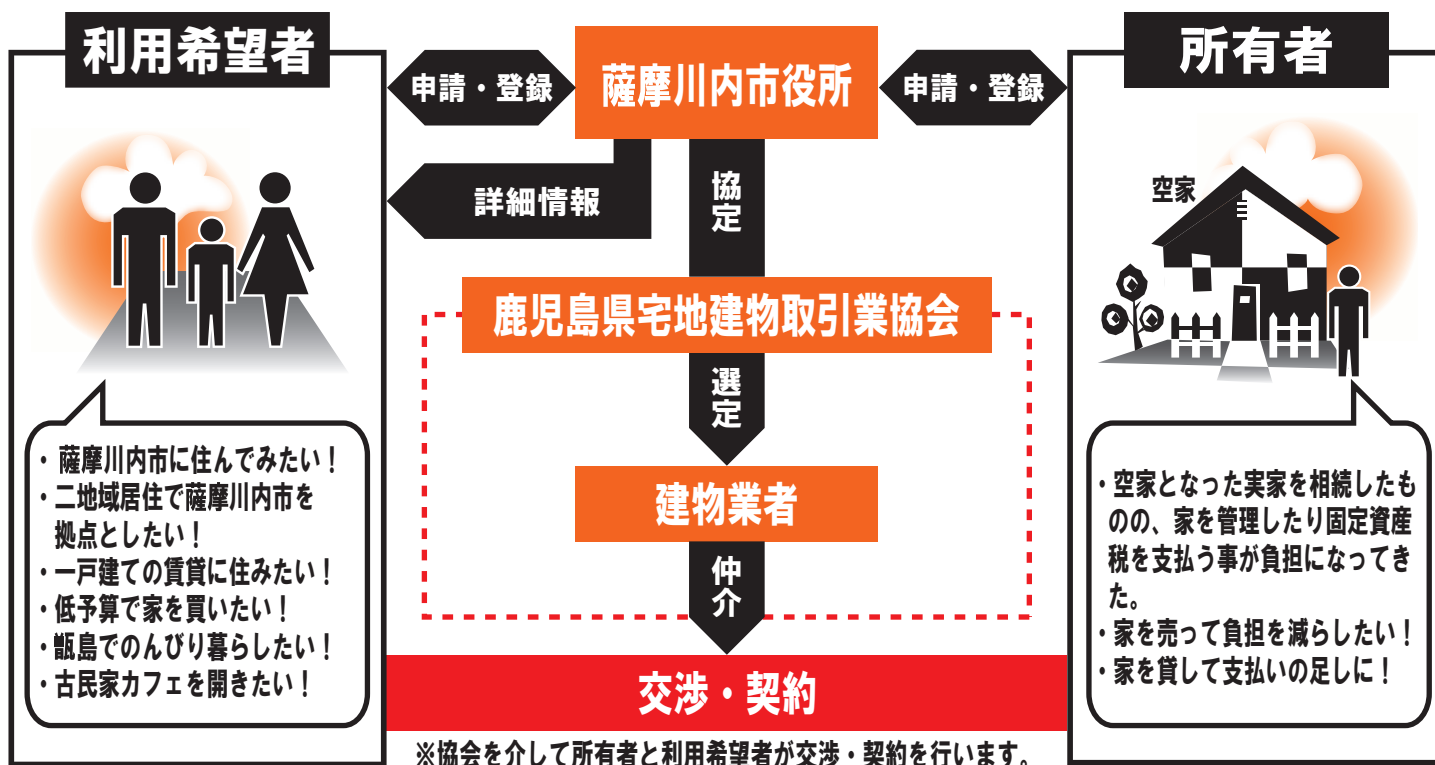 利用希望者
申請・登録
薩摩川内市役所
申請・登録
所有者
詳細情報
協定
空家
鹿児島県宅地建物取引業協会
選定
建物業者
仲介
・薩摩川内市に住んでみたい！
・二地域居住で薩摩川内市を
拠点としたい！
・一戸建ての賃貸に住みたい！
・低予算で家を買いたい！
・甑島でのんびり暮らしたい！
・古民家カフェを開きたい！
・空家となった実家を相続したも
のの、家を管理したり固定資産
税を支払う事が負担になってき
た。
・家を売って負担を減らしたい！
・家を貸して支払いの足しに！
交渉・契約
※協会を介して所有者と利用希望者が交渉・契約を行います。